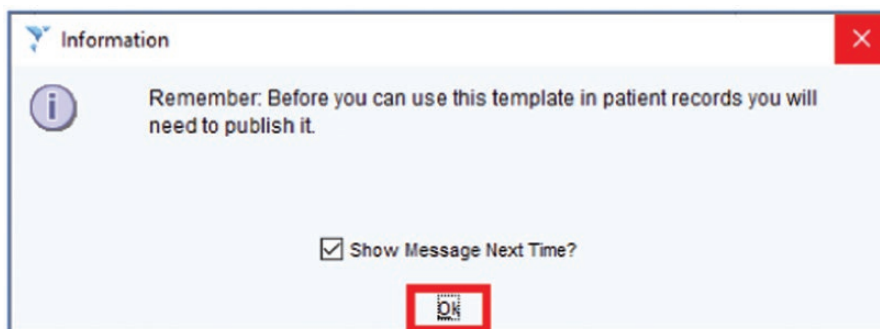 Information
Remember: Before you can use this template in patient records you will
need to publish it.
Show Message Next Time?
Ok